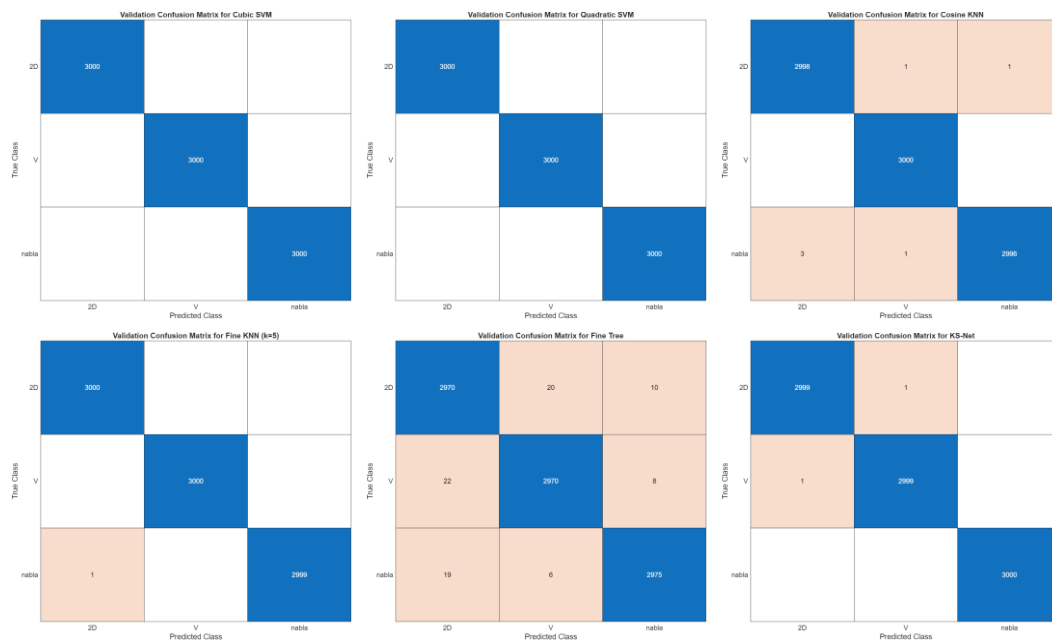 Validation Confusion Matrix for Cubic SVM
2D
3000
V
3000
nabla
3000
True Class
2D V nabla
Predicted Class
Validation Confusion Matrix for Quadratic SVM
2D
3000
V
3000
nabla
3000
True Class
2D V nabla
Predicted Class
Validation Confusion Matrix for Cosine KNN
2D
2998 1 1
V
3000
nabla
3 1 2996
True Class
2D V nabla
Predicted Class
Validation Confusion Matrix for Fine KNN (k=5)
2D
3000
V
3000
nabla
1 2999
True Class
2D V nabla
Predicted Class
Validation Confusion Matrix for Fine Tree
2D
2970 20 10
V
22 2970 8
nabla
19 6 2975
True Class
2D V nabla
Predicted Class
Validation Confusion Matrix for KS-Net
2D
2999 1
V
1 2999
nabla
3000
True Class
2D V nabla
Predicted Class